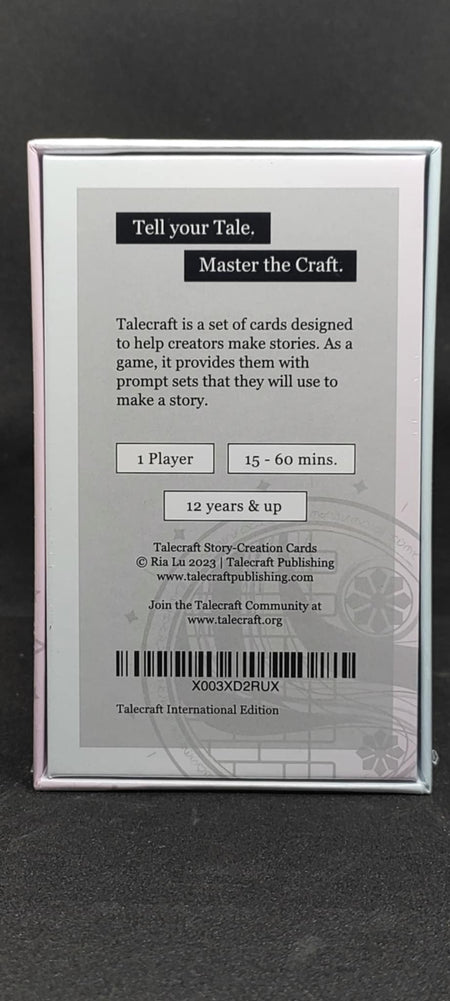 Tell your Tale.
Master the Craft.
Talecraft is a set of cards designed
to help creators make stories. As a
game, it provides them with
prompt sets that they will use to
make a story.
1 Player
15 - 60 mins.
12 years & up
Talecraft Story-Creation Cards
© Ria Lu 2023 | Talecraft Publishing
www.talecraftpublishing.com
Join the Talecraft Community at
www.talecraft.org
X003XD2RUX
Talecraft International Edition